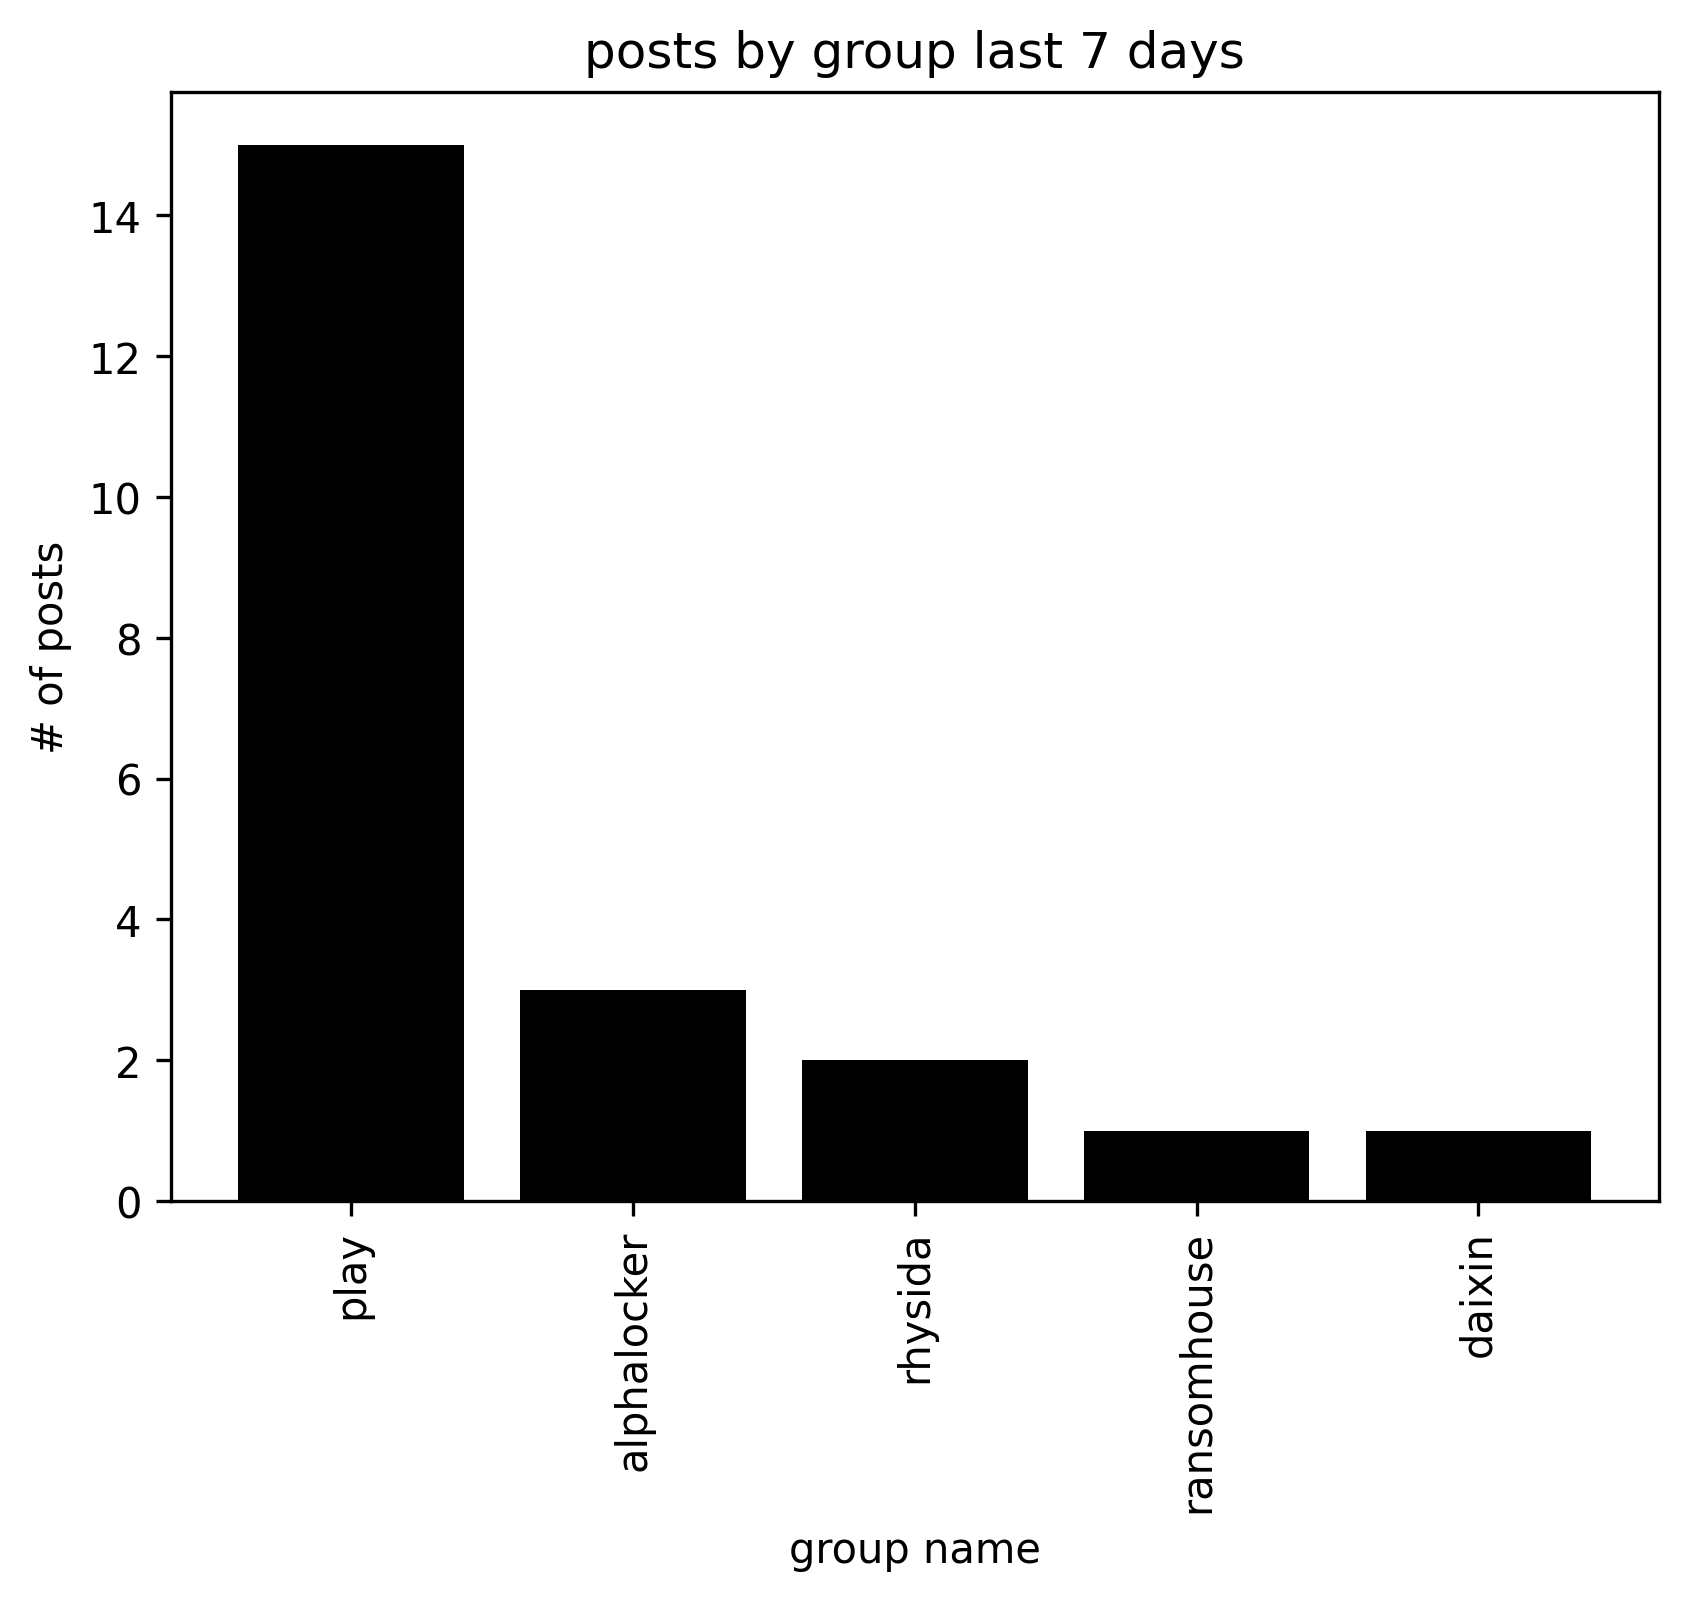 posts by group last 7 days
# of posts
14
12
10
8
6
4
2
0
play
alphalocker
rhysida
ransomhouse
daixin
group name